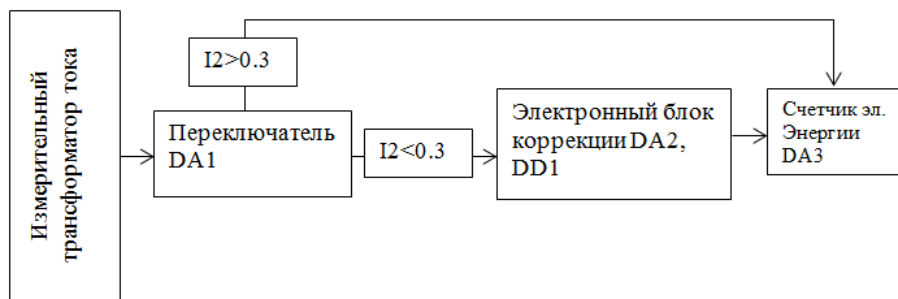 Измерительный
трансформатор тока
I2>0.3
Переключатель
DA1
I2<0.3
Электронный блок
коррекции DA2,
DD1
Счетчик эл.
Энергии
DA3